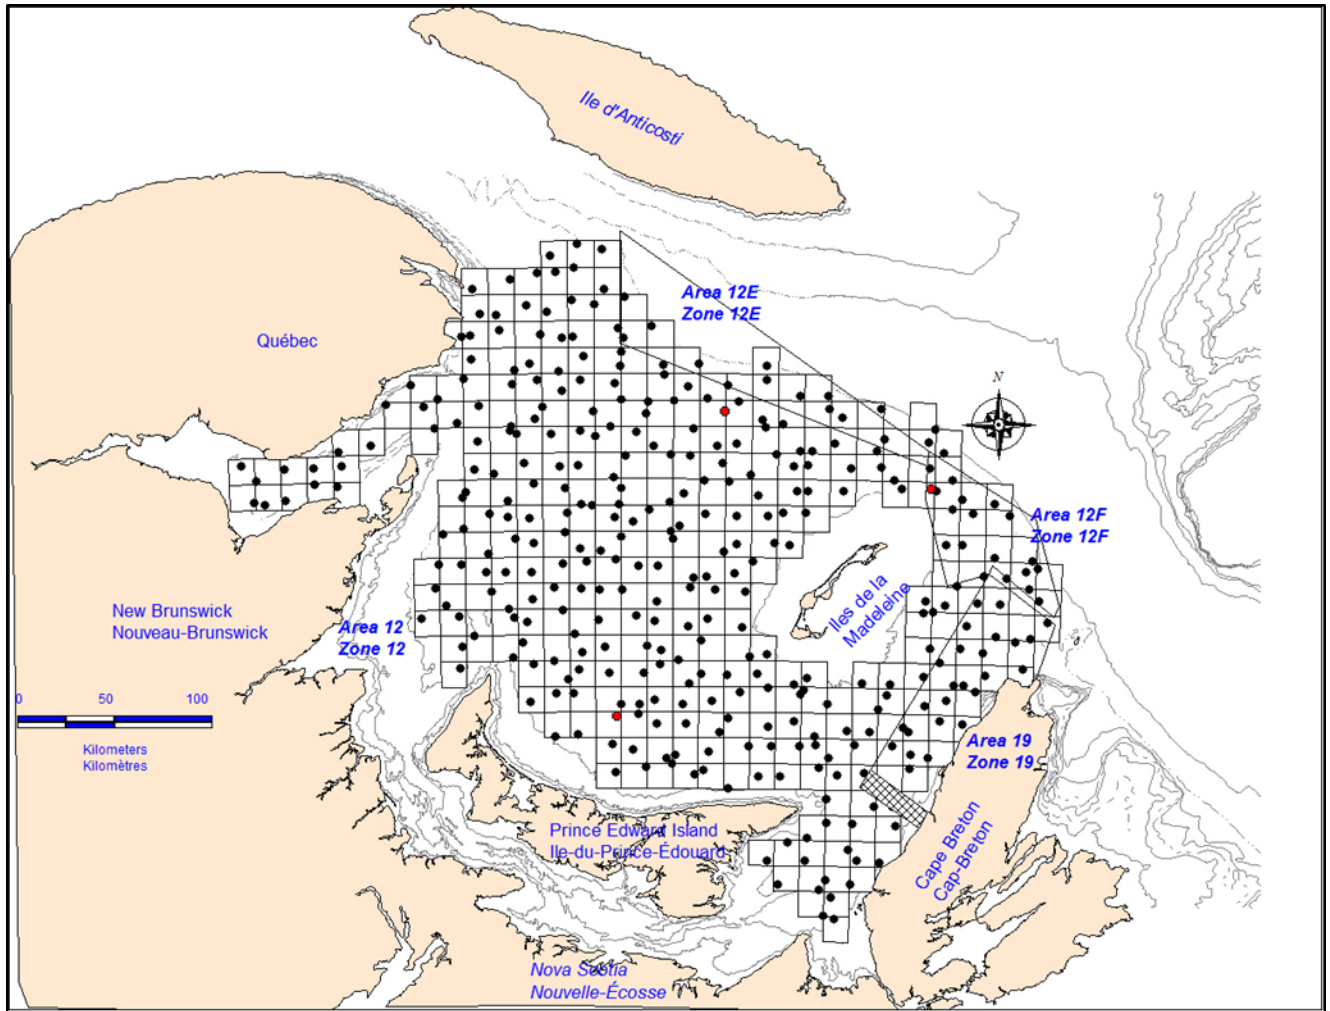 Ile d'Anticosti
Area 12E
Zone 12E
Québec
N
Area 12F
Zone 12F
Iles de la
Madeleine
New Brunswick
Nouveau-Brunswick
Area 12
Zone 12
0 50 100
Kilometers
Kilomètres
Area 19
Zone 19
Prince Edward Island
Ile-du-Prince-Édouard
Cape Breton
Cap-Breton
Nova Scotia
Nouvelle-Écosse